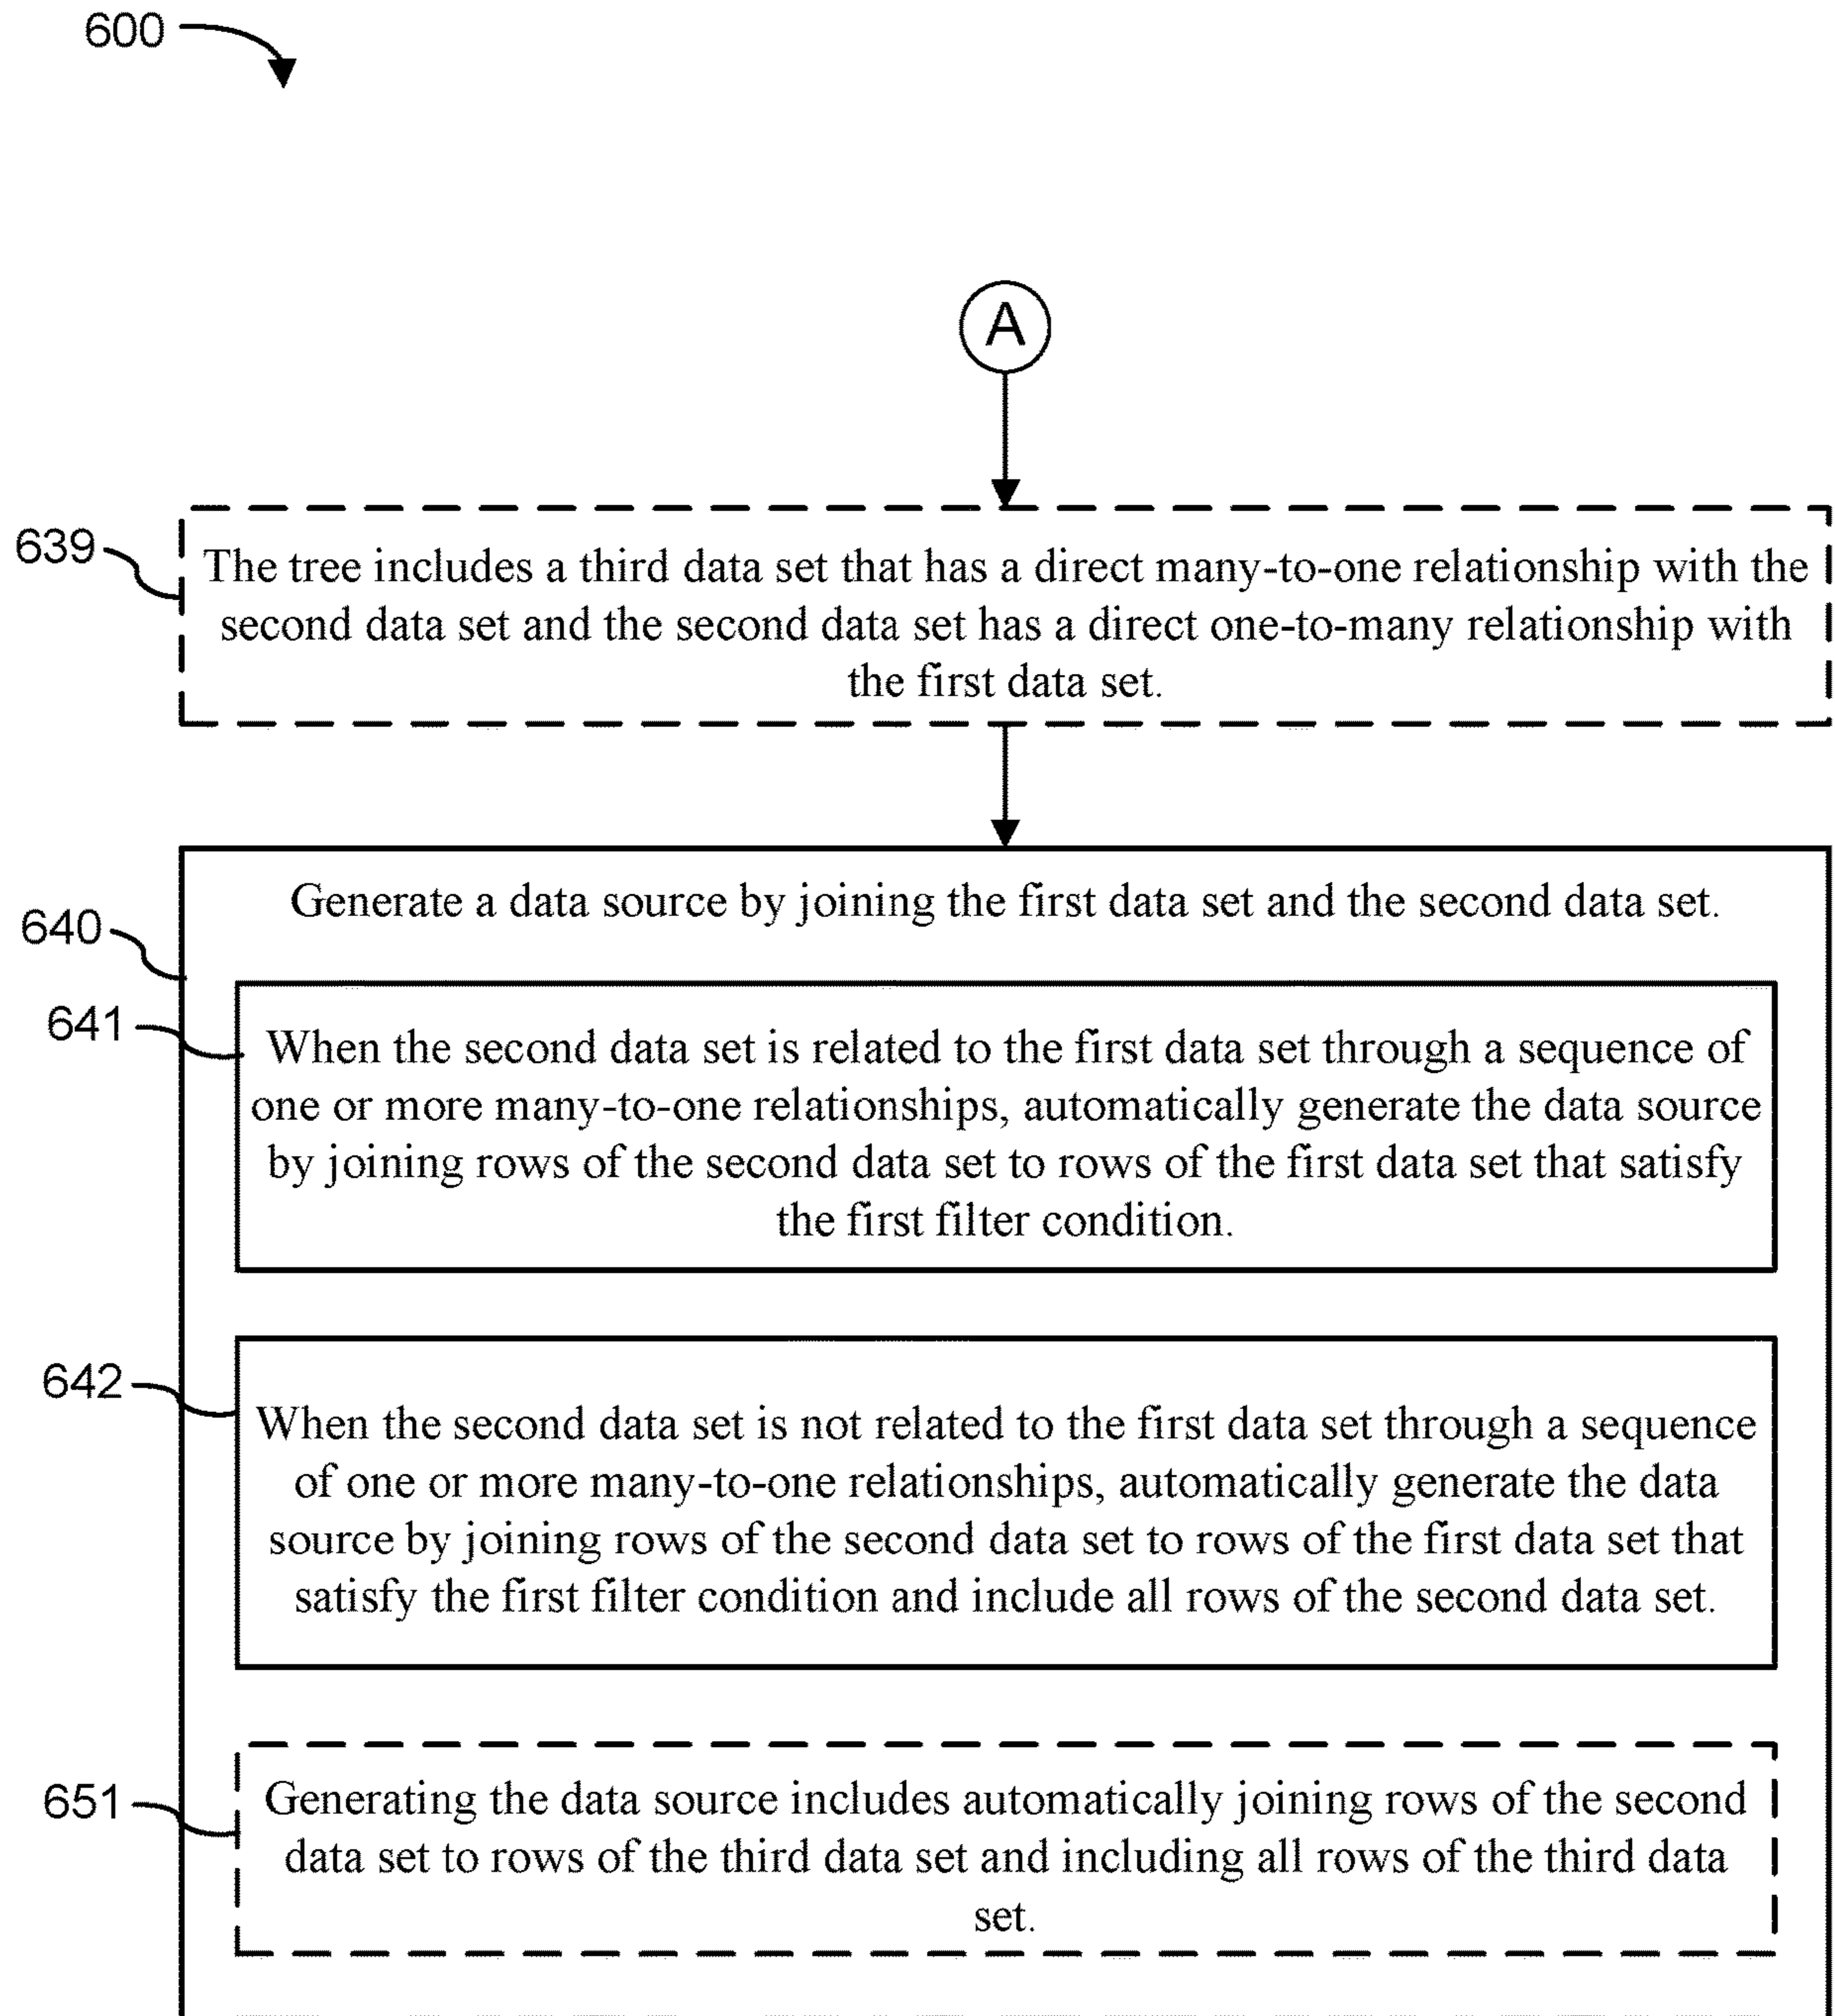 600
A
639
The tree includes a third data set that has a direct many-to-one relationship with the
second data set and the second data set has a direct one-to-many relationship with
the first data set.
640
Generate a data source by joining the first data set and the second data set.
641
When the second data set is related to the first data set through a sequence of
one or more many-to-one relationships, automatically generate the data source
by joining rows of the second data set to rows of the first data set that satisfy
the first filter condition.
642
When the second data set is not related to the first data set through a sequence
of one or more many-to-one relationships, automatically generate the data
source by joining rows of the second data set to rows of the first data set that
satisfy the first filter condition and include all rows of the second data set.
651
Generating the data source includes automatically joining rows of the second
data set to rows of the third data set and including all rows of the third data
set.